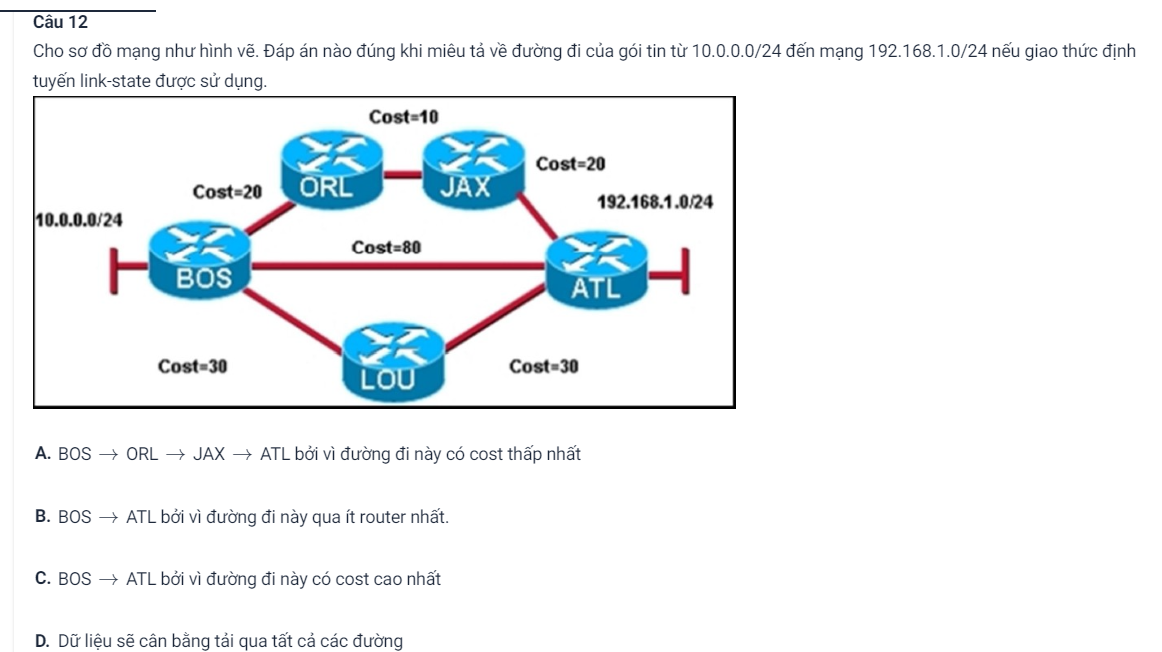 Câu 12
Cho sơ đồ mạng như hình vẽ. Đáp án nào đúng khi miêu tả về đường đi của gói tin từ 10.0.0.0/24 đến mạng 192.168.1.0/24 nếu giao thức định
tuyến link-state được sử dụng.
Cost=10
ORL
JAX
Cost=20
Cost=20
192.168.1.0/24
10.0.0.0/24
Cost=80
BOS
ATL
Cost=30
LOU
Cost=30
A. BOS → ORL → JAX → ATL bởi vì đường đi này có cost thấp nhất
B. BOS → ATL bởi vì đường đi này qua ít router nhất.
C. BOS → ATL bởi vì đường đi này có cost cao nhất
D. Dữ liệu sẽ cân bằng tải qua tất cả các đường